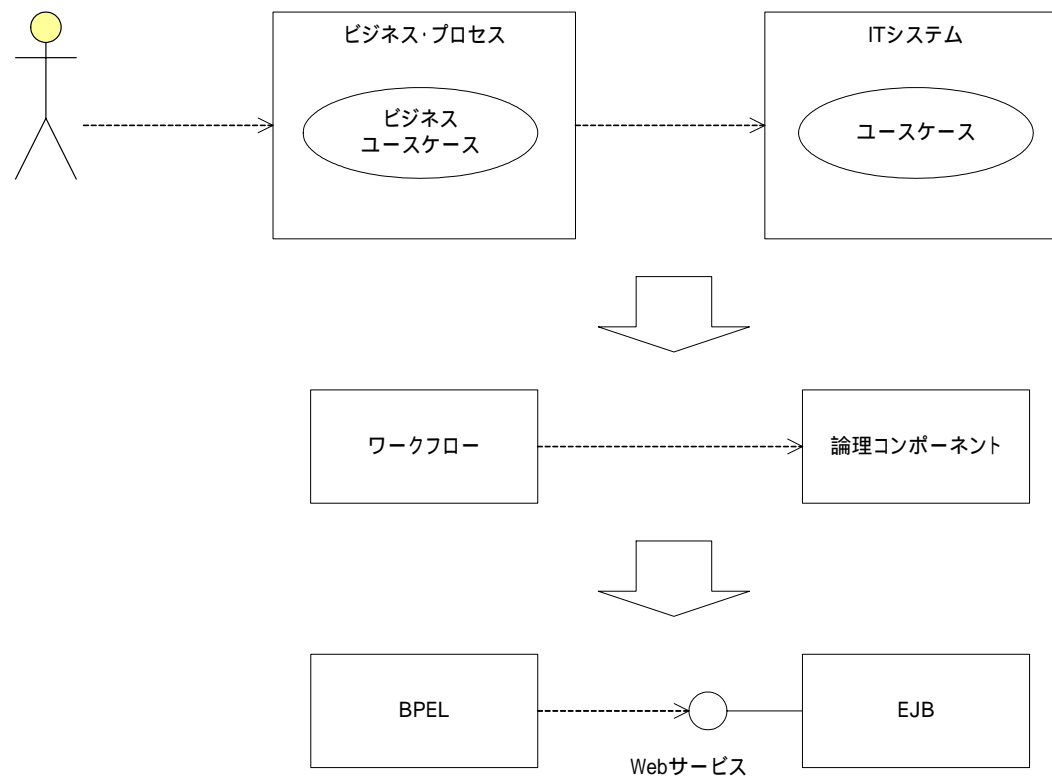 ビジネス・プロセス
ITシステム
ビジネス
ユースケース
ユースケース
ワークフロー
論理コンポーネント
BPEL
EJB
Webサービス